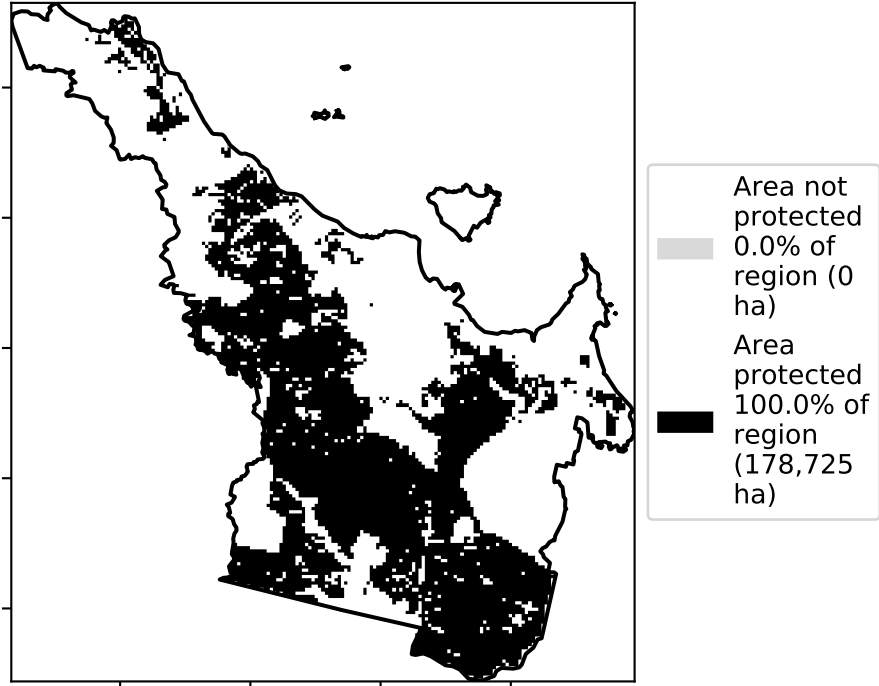 Area not
protected
0.0% of
region (0
ha)
Area
protected
100.0% of
region
(178,725
ha)